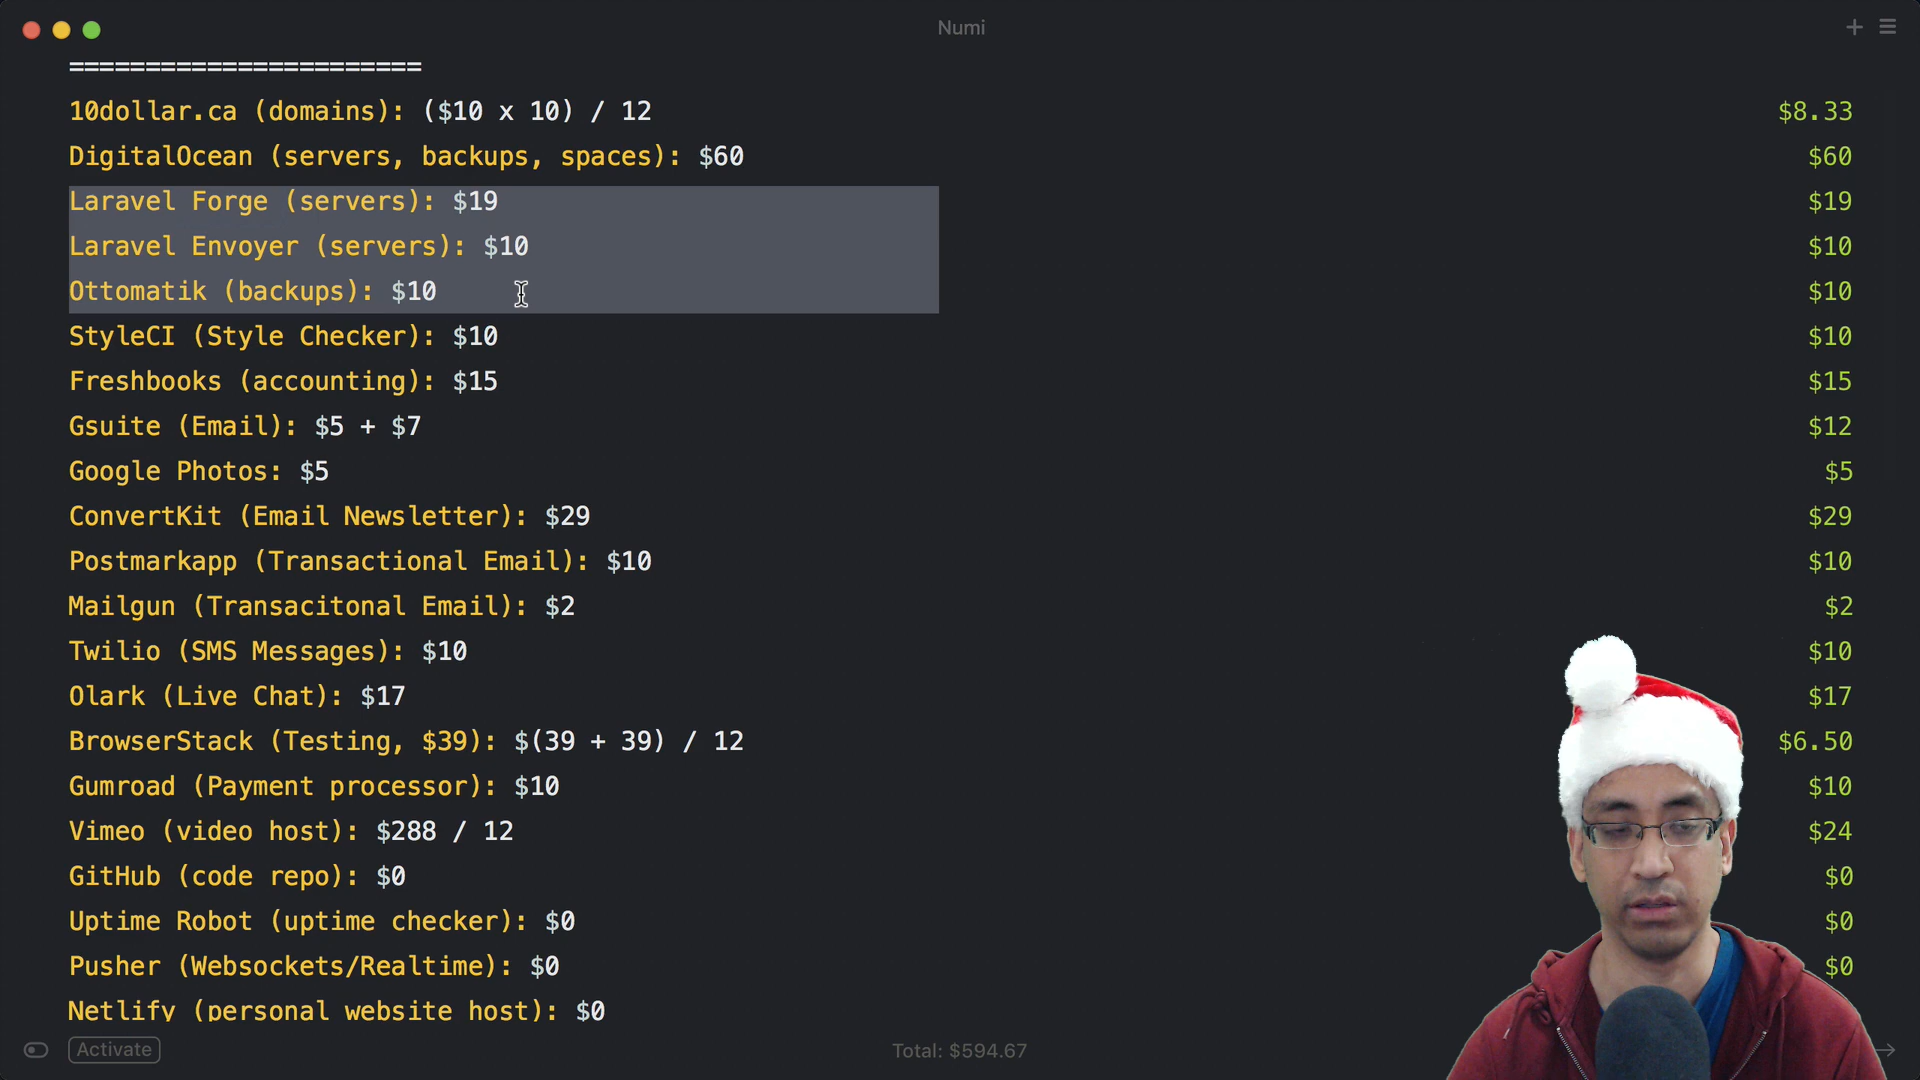 Numi
=======================
10dollar.ca (domains): ($10 x 10) / 12 $8.33
DigitalOcean (servers, backups, spaces): $60 $60
Laravel Forge (servers): $19 $19
Laravel Envoyer (servers): $10 $10
Ottomatik (backups): $10 $10
StyleCI (Style Checker): $10 $10
Freshbooks (accounting): $15 $15
Gsuite (Email): $5 + $7 $12
Google Photos: $5 $5
ConvertKit (Email Newsletter): $29 $29
Postmarkapp (Transactional Email): $10 $10
Mailgun (Transacitonal Email): $2 $2
Twilio (SMS Messages): $10 $10
Olark (Live Chat): $17 $17
BrowserStack (Testing, $39): $(39 + 39) / 12 $6.50
Gumroad (Payment processor): $10 $10
Vimeo (video host): $288 / 12 $24
GitHub (code repo): $0 $0
Uptime Robot (uptime checker): $0 $0
Pusher (Websockets/Realtime): $0 $0
Netlify (personal website host): $0
Activate Total: $594.67